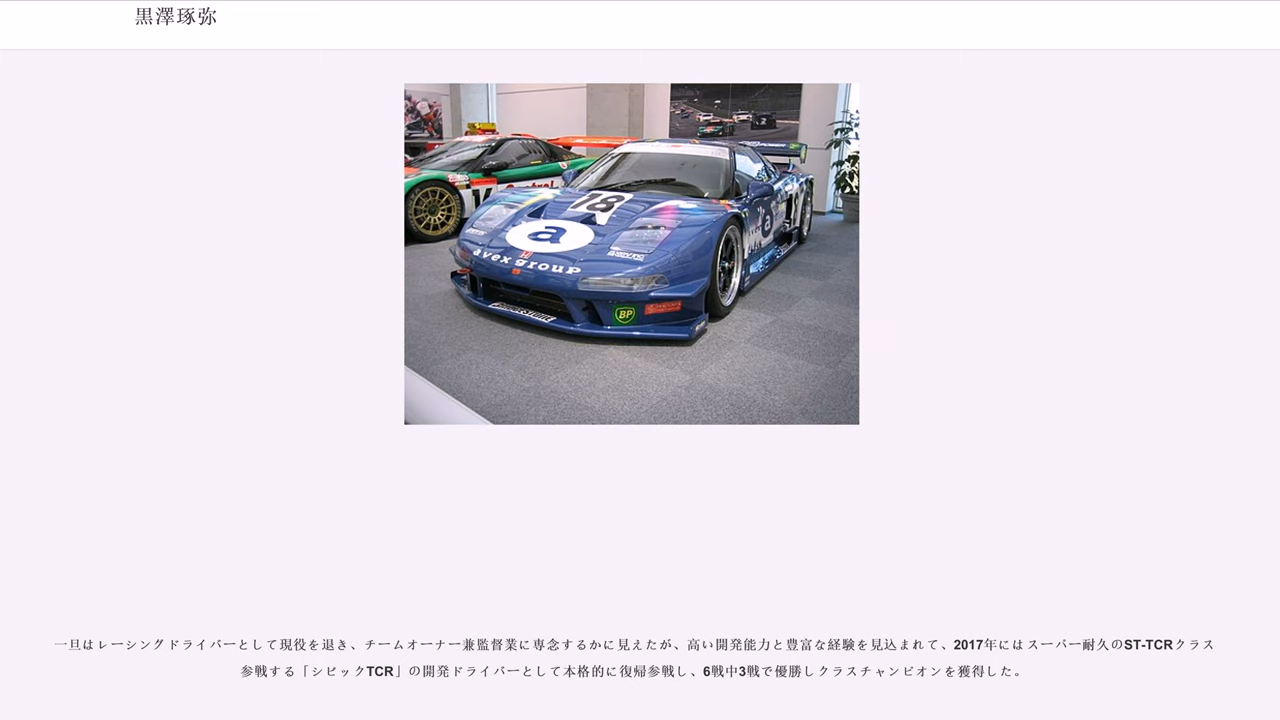 黒澤琢弥
18
a
avex group
BRIDGESTONE
BP
a
一旦はレーシングドライバーとして現役を退き、チームオーナー兼監督業に専念するかに見えたが、高い開発能力と豊富な経験を見込まれて、2017年にはスーパー耐久のST-TCRクラス
参戦する「シビックTCR」の開発ドライバーとして本格的に復帰参戦し、6戦中3戦で優勝しクラスチャンピオンを獲得した。